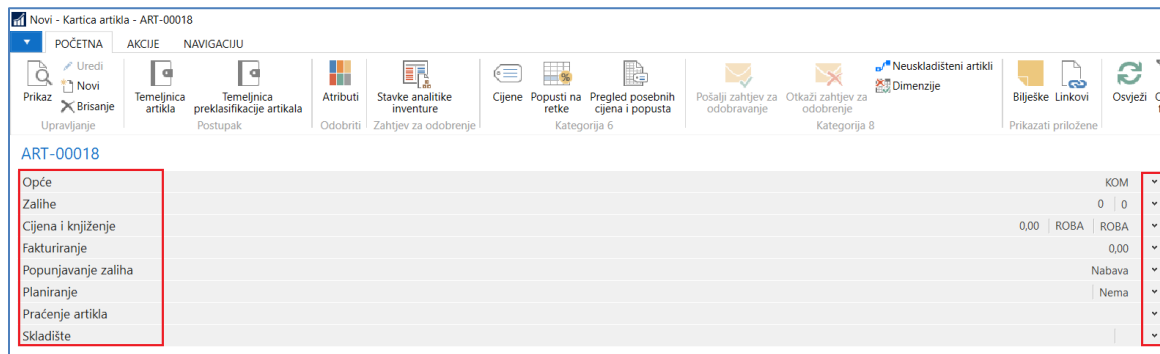 Novi - Kartica artikla - ART-00018
POČETNA AKCIJE NAVIGACIJU
Prikaz
Uredi
Novi
Brisanje
Upravljanje
Temeljnica artikla
Temeljnica preklasifikacije artikala
Postupak
Atributi
Odobriti
Stavke analitike inventure
Zahtjev za odobrenje
Cijene
Popusti na retke
Pregled posebnih cijena i popusta
Kategorija 6
Pošalji zahtjev za odobravanje
Otkaži zahtjev za odobrenje
Neuskladišteni artikli
Dimenzije
Kategorija 8
Bilješke
Linkovi
Prikazati priložene
Osvježi
ART-00018
Opće KOM
Zalihe 0 0
Cijena i knjiženje 0,00 ROBA ROBA
Fakturiranje 0,00
Popunjavanje zaliha Nabava
Planiranje Nema
Praćenje artikla
Skladište